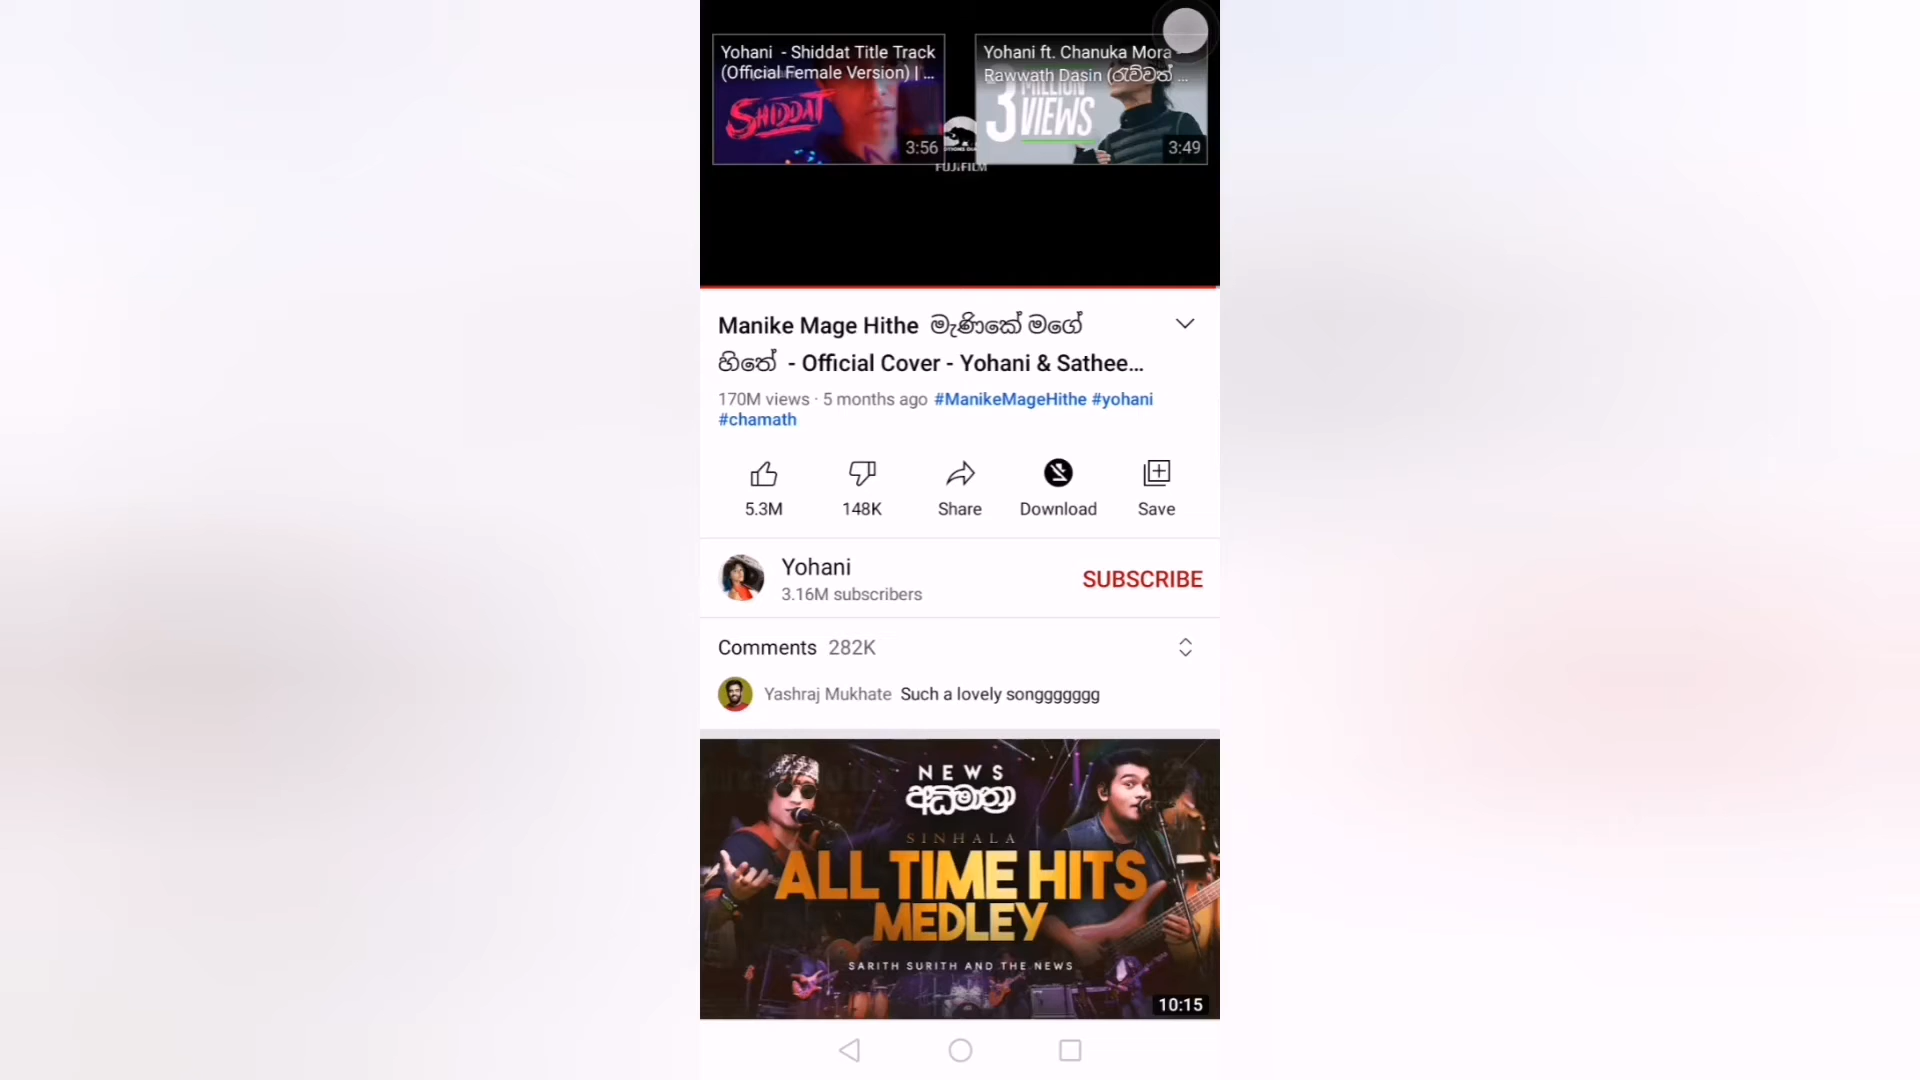 Yohani - Shiddat Title Track
(Official Female Version) | ...
SHIDDAT
3:56
Yohani ft. Chanuka Mora -
Rawwath Dasin (රැව්වත් ...
3 MILLION
VIEWS
3:49
FUJIFILM
Manike Mage Hithe මැණිකේ මගේ
හිතේ - Official Cover - Yohani & Sathee...
170M views · 5 months ago #ManikeMageHithe #yohani
#chamath
5.3M
148K
Share
Download
Save
Yohani
3.16M subscribers
SUBSCRIBE
Comments 282K
Yashraj Mukhate Such a lovely songgggggg
NEWS
අධිමාත්‍රා
SINHALA
ALL TIME HITS
MEDLEY
SARITH SURITH AND THE NEWS
10:15